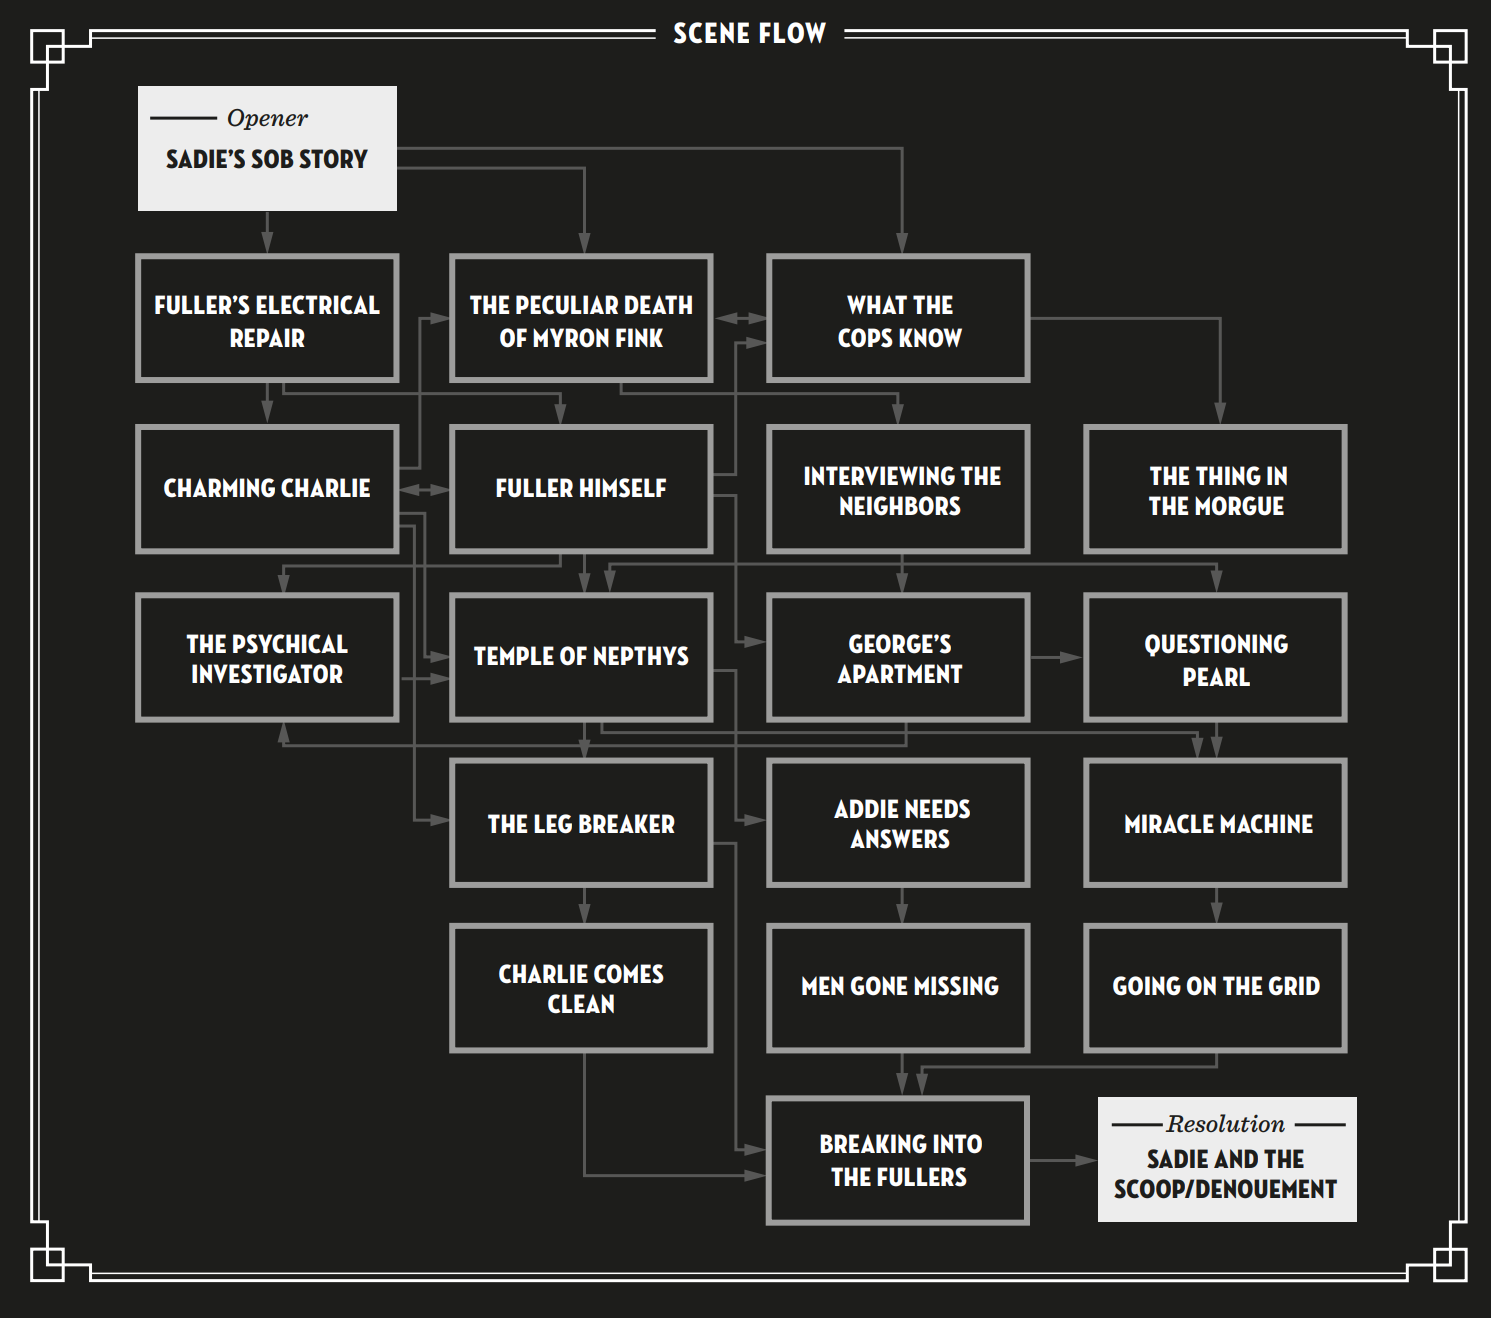 SCENE FLOW
Opener
SADIE'S SOB STORY
FULLER'S ELECTRICAL
REPAIR
THE PECULIAR DEATH
OF MYRON FINK
WHAT THE
COPS KNOW
CHARMING CHARLIE
FULLER HIMSELF
INTERVIEWING THE
NEIGHBORS
THE THING IN
THE MORGUE
THE PSYCHICAL
INVESTIGATOR
TEMPLE OF NEPTHYS
GEORGE'S
APARTMENT
QUESTIONING
PEARL
THE LEG BREAKER
ADDIE NEEDS
ANSWERS
MIRACLE MACHINE
CHARLIE COMES
CLEAN
MEN GONE MISSING
GOING ON THE GRID
BREAKING INTO
THE FULLERS
Resolution
SADIE AND THE
SCOOP/DENOUEMENT